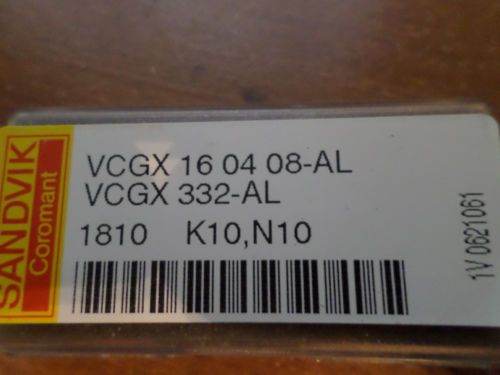 SANDVIK
Coromant
VCGX 16 04 08-AL
VCGX 332-AL
1810 K10,N10
1V 0621061